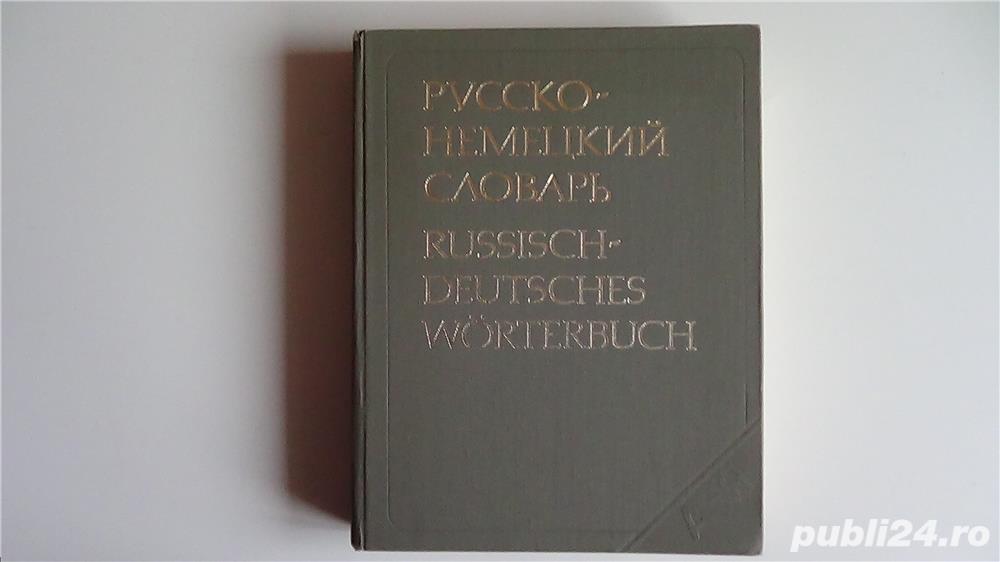 РУССКО-
НЕМЕЦКИЙ
СЛОВАРЬ
RUSSISCH-
DEUTSCHES
WÖRTERBUCH
publi24.ro